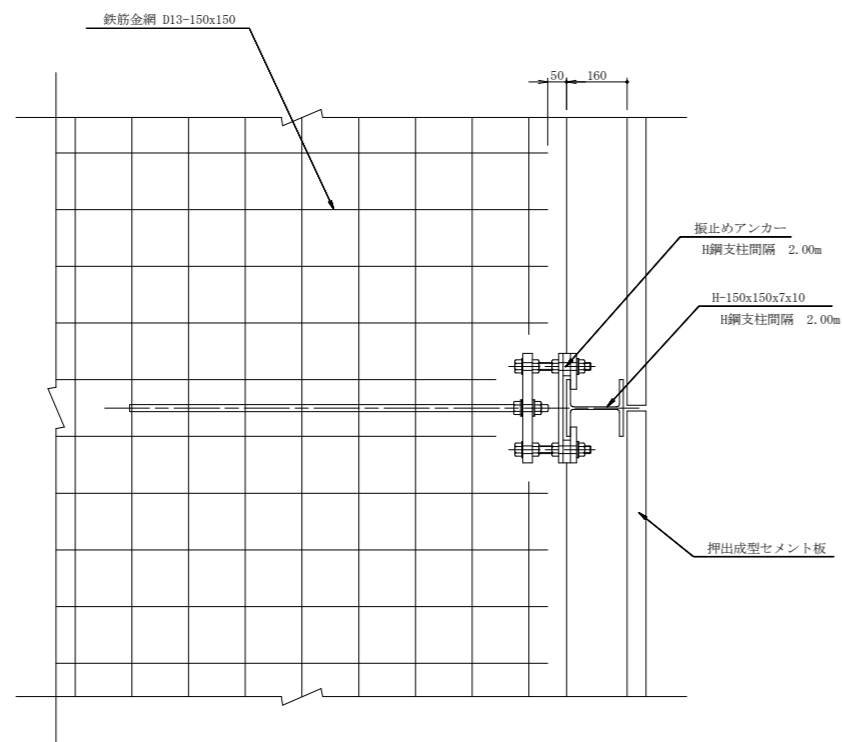 鉄筋金網 D13-150x150
50 160
振止めアンカー
H鋼支柱間隔 2.00m
H-150x150x7x10
H鋼支柱間隔 2.00m
押出成型セメント板